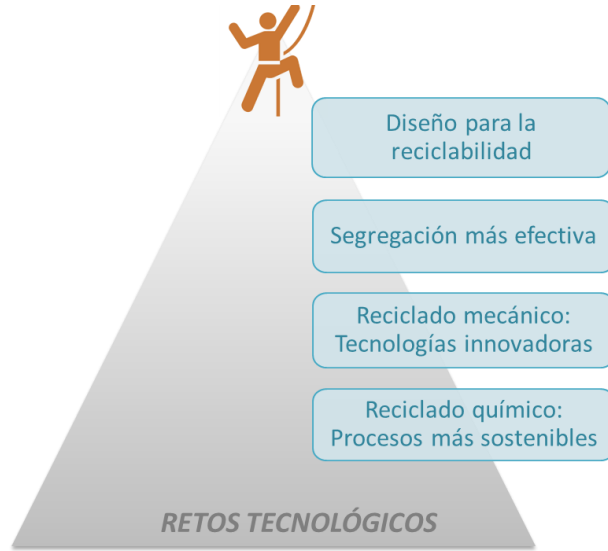 Diseño para la
reciclabilidad
Segregación más efectiva
Reciclado mecánico:
Tecnologías innovadoras
Reciclado químico:
Procesos más sostenibles
RETOS TECNOLÓGICOS